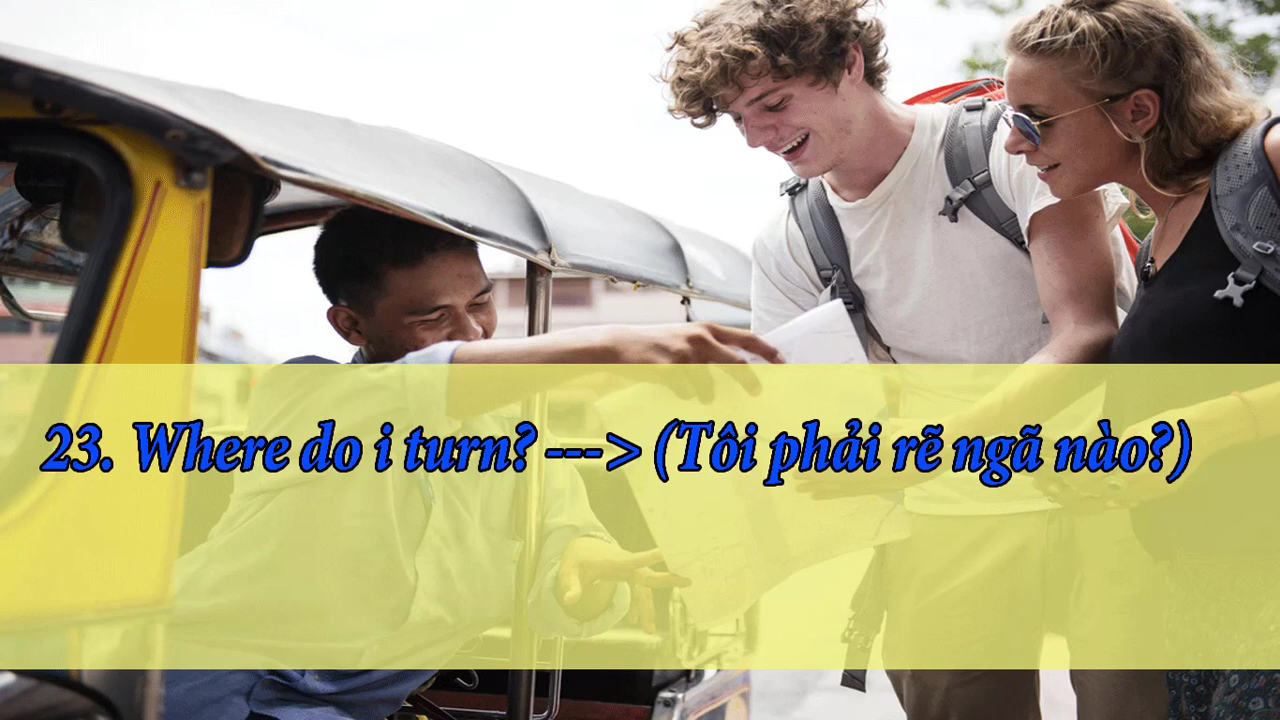 23. Where do i turn? ---> (Tôi phải rẽ ngã nào?)